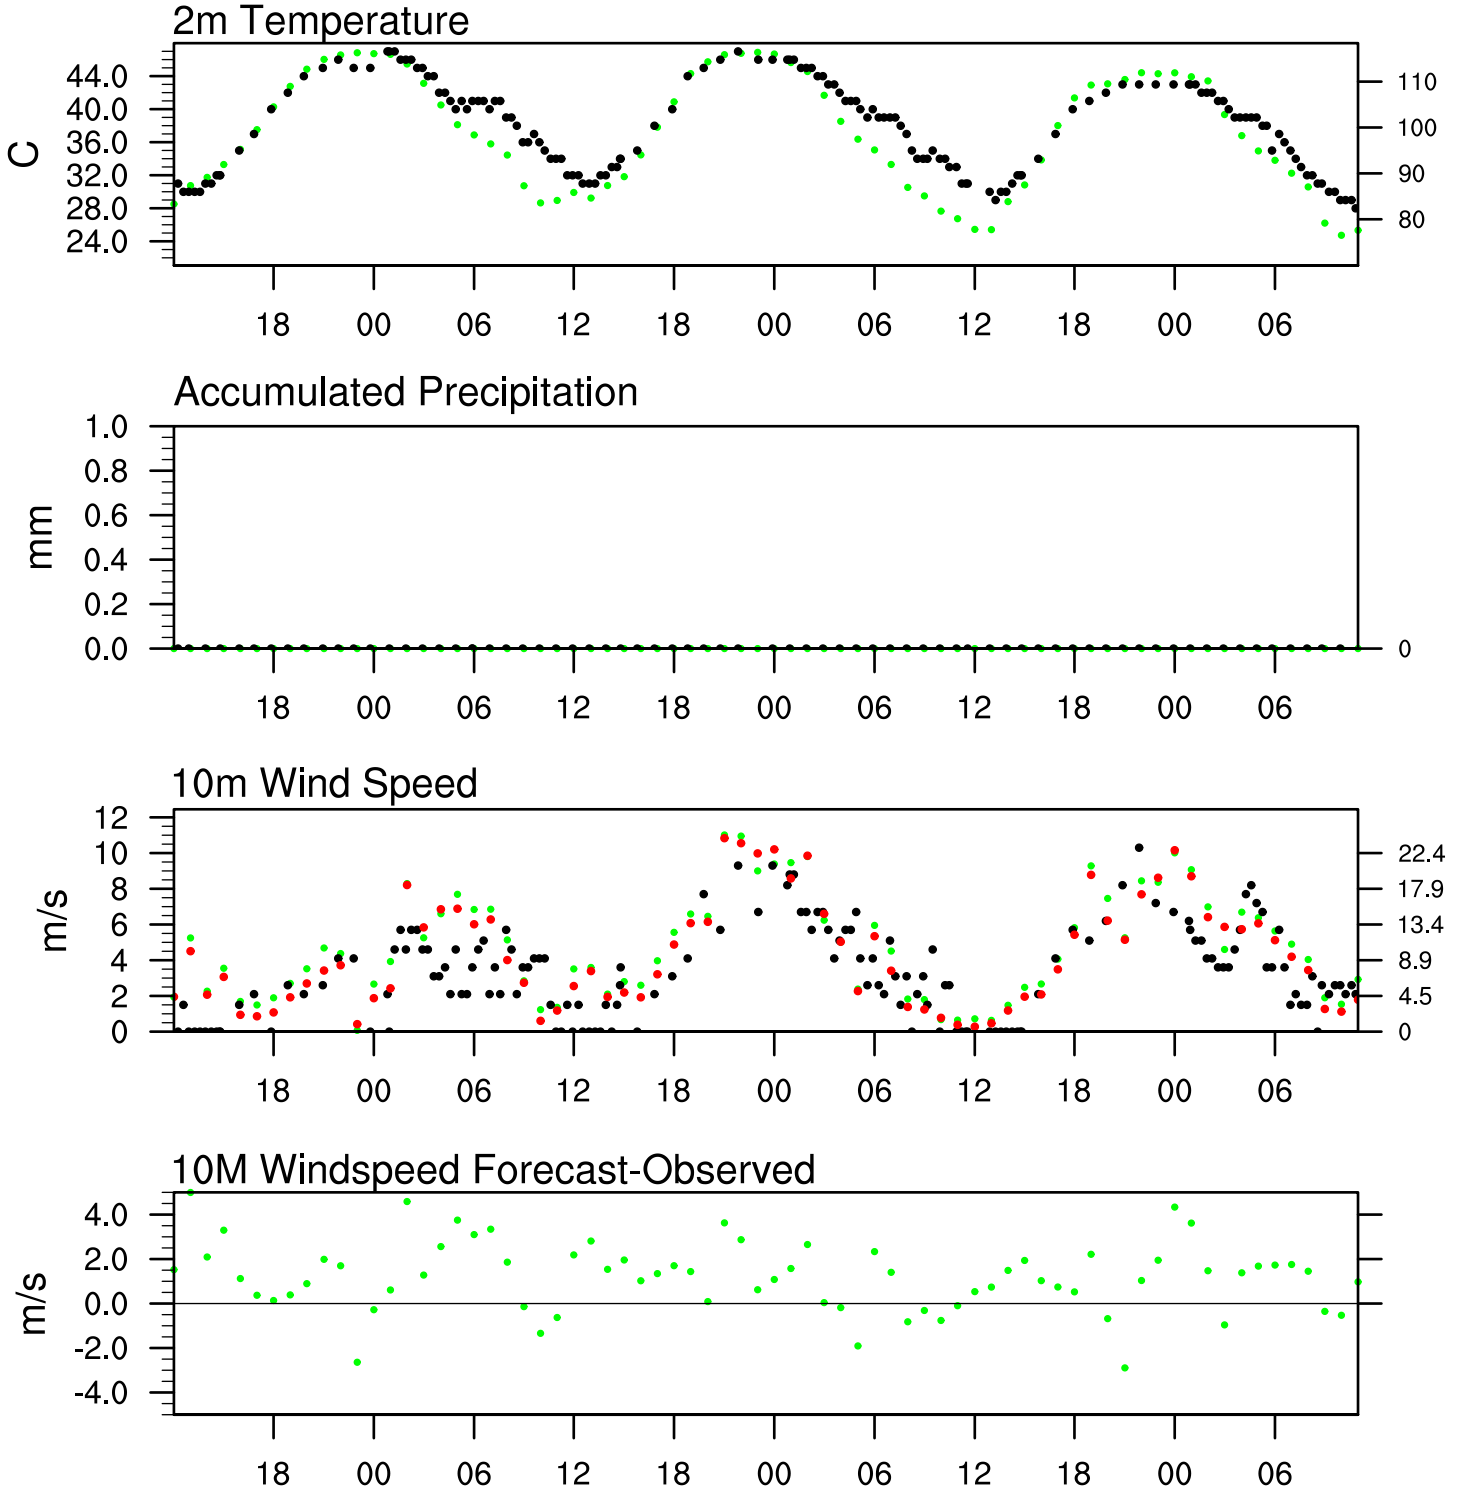 2m Temperature
44.0
40.0
36.0
32.0
28.0
24.0
C
110
100
90
80
18 00 06 12 18 00 06 12 18 00 06
Accumulated Precipitation
1.0
0.8
0.6
0.4
0.2
0.0
mm
0
18 00 06 12 18 00 06 12 18 00 06
10m Wind Speed
12
10
8
6
4
2
0
m/s
22.4
17.9
13.4
8.9
4.5
0
18 00 06 12 18 00 06 12 18 00 06
10M Windspeed Forecast-Observed
4.0
2.0
0.0
-2.0
-4.0
m/s
18 00 06 12 18 00 06 12 18 00 06